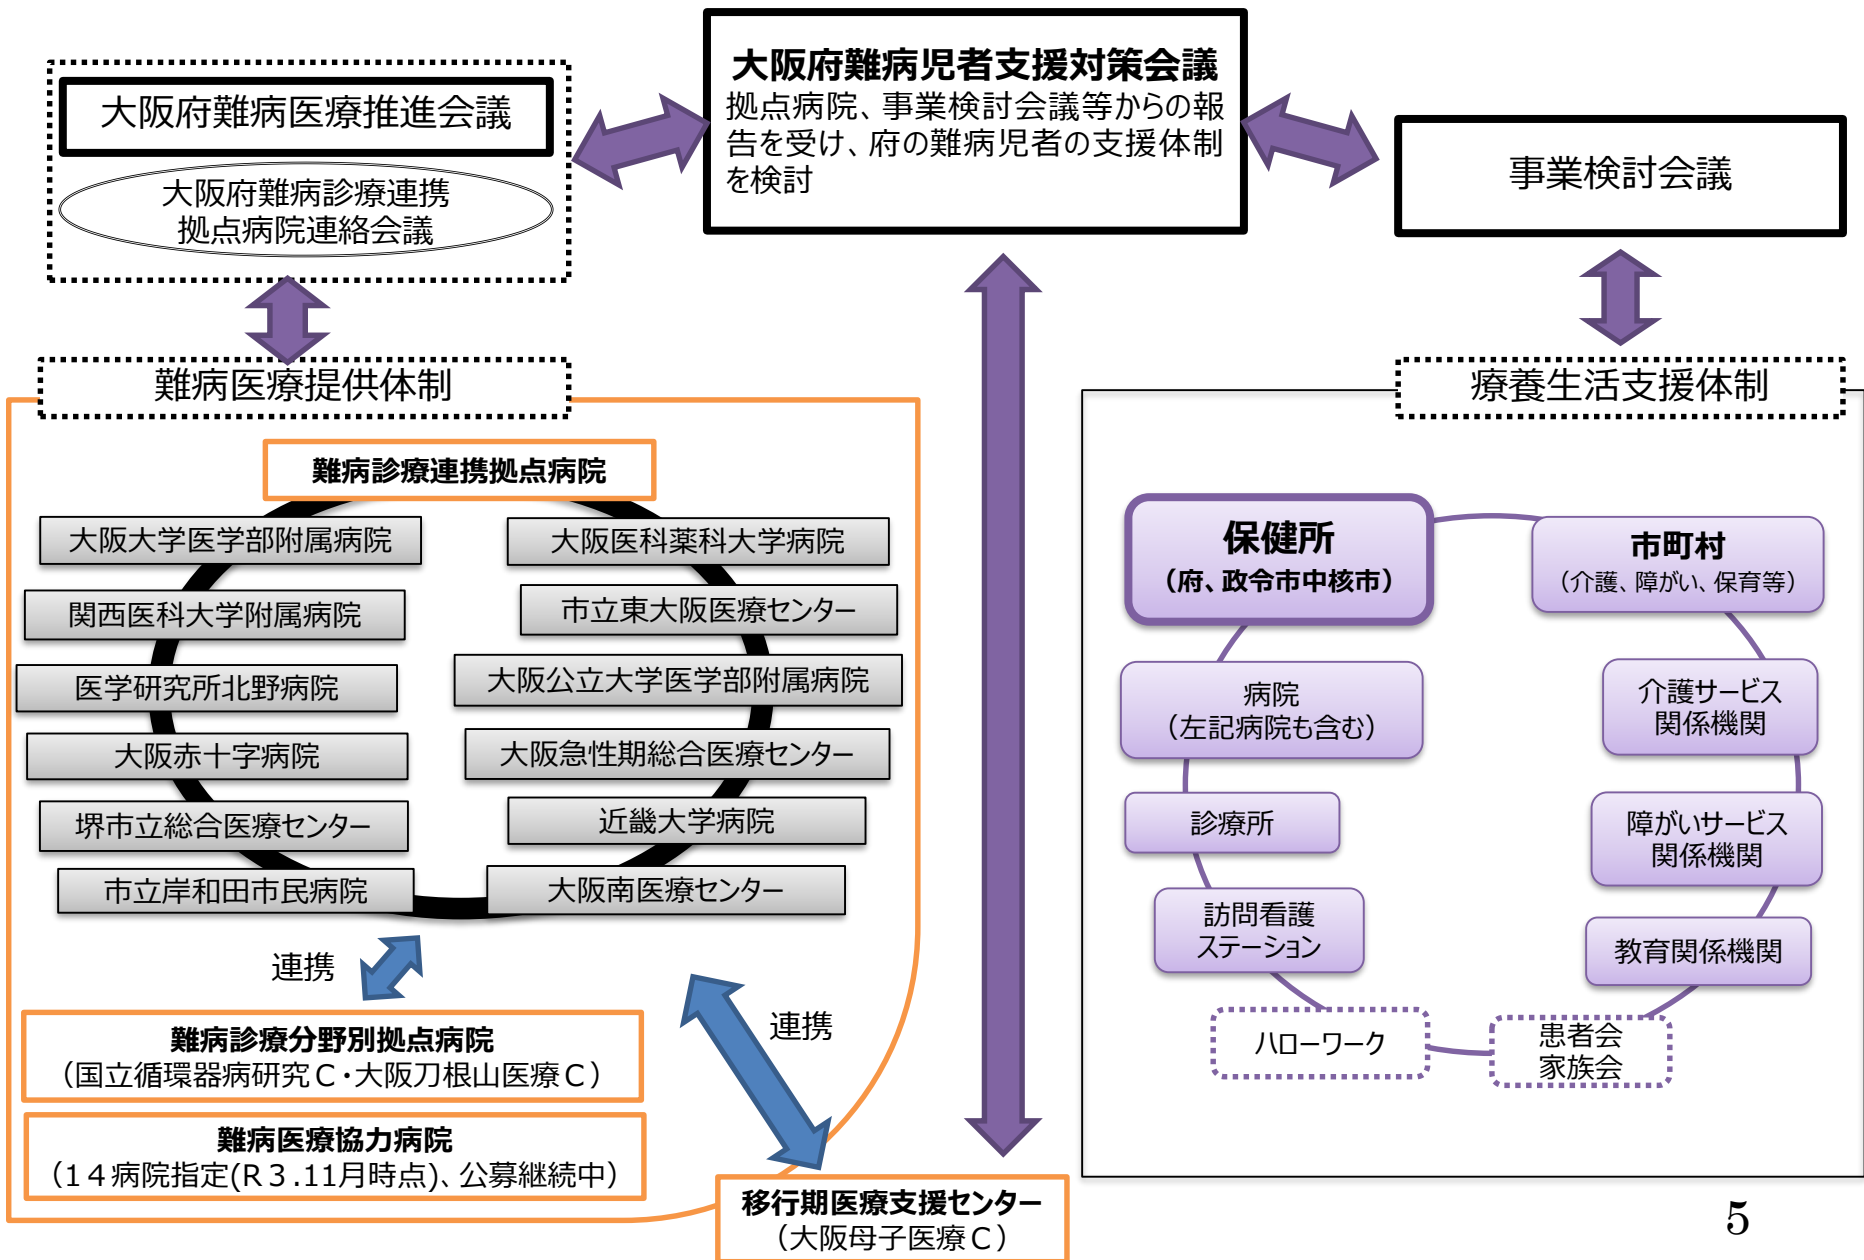 大阪府難病児者支援対策会議
拠点病院、事業検討会議等からの報
告を受け、府の難病児者の支援体制
を検討
大阪府難病医療推進会議
大阪府難病診療連携
拠点病院連絡会議
事業検討会議
難病医療提供体制
難病診療連携拠点病院
大阪大学医学部附属病院
大阪医科薬科大学病院
関西医科大学附属病院
市立東大阪医療センター
医学研究所北野病院
大阪公立大学医学部附属病院
大阪赤十字病院
大阪急性期総合医療センター
堺市立総合医療センター
近畿大学病院
市立岸和田市民病院
大阪南医療センター
連携
連携
難病診療分野別拠点病院
（国立循環器病研究C・大阪刀根山医療C）
難病医療協力病院
（14病院指定(R3.11月時点)、公募継続中）
移行期医療支援センター
（大阪母子医療C）
療養生活支援体制
保健所
（府、政令市中核市）
市町村
（介護、障がい、保育等）
病院
（左記病院も含む）
介護サービス
関係機関
診療所
障がいサービス
関係機関
訪問看護
ステーション
教育関係機関
ハローワーク
患者会
家族会
5